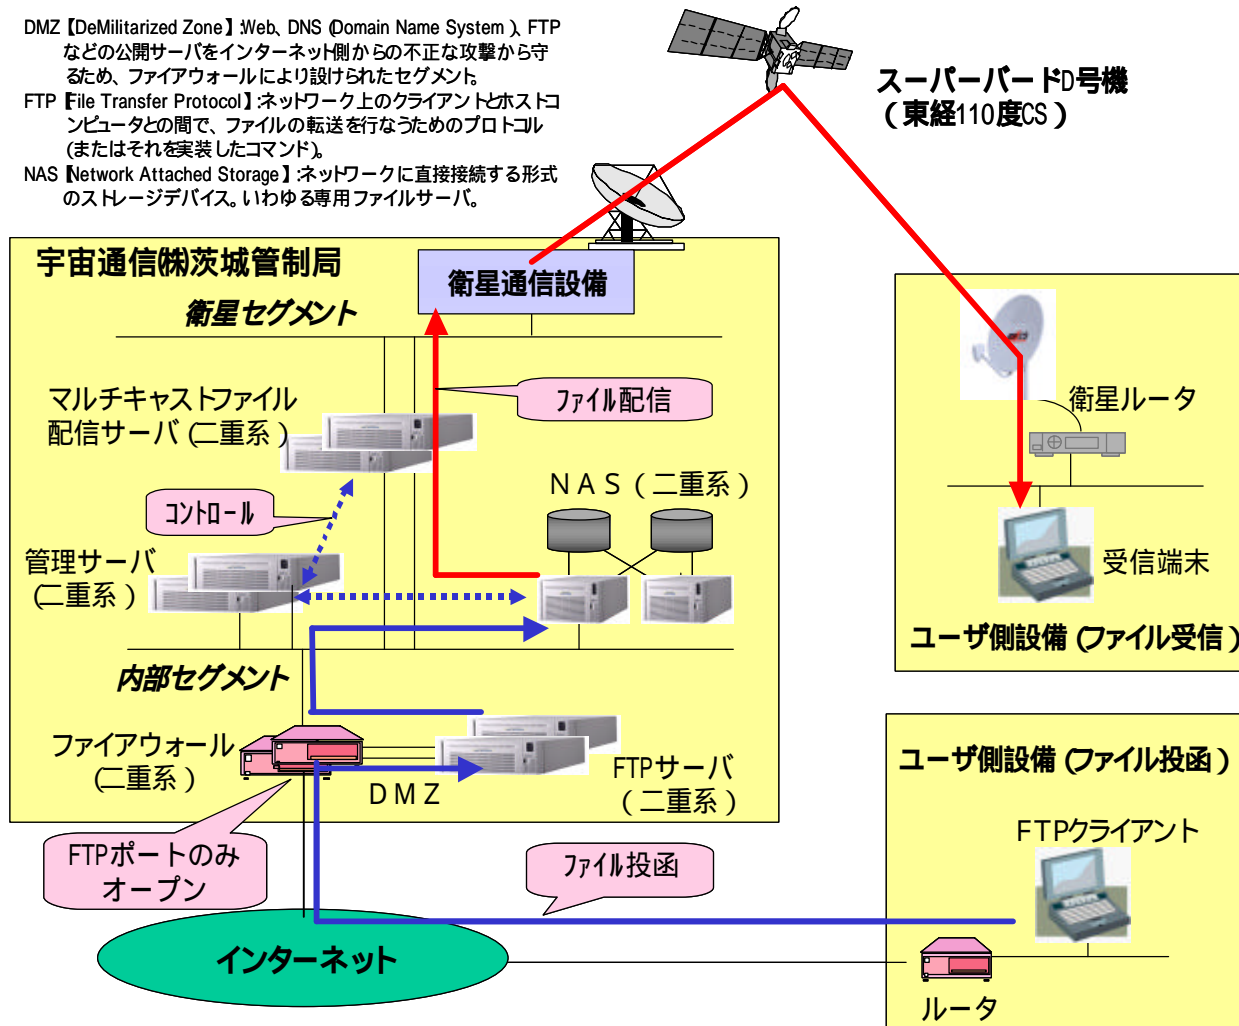 DMZ【DeMilitarized Zone】:Web、DNS(Domain Name System)、FTP
などの公開サーバをインターネット側からの不正な攻撃から守
るため、ファイアウォールにより設けられたセグメント。
FTP【File Transfer Protocol】:ネットワーク上のクライアントとホストコ
ンピュータとの間で、ファイルの転送を行なうためのプロトコル
(またはそれを実装したコマンド)。
NAS【Network Attached Storage】:ネットワークに直接接続する形式
のストレージデバイス。いわゆる専用ファイルサーバ。
スーパーバードD号機
(東経110度CS)
宇宙通信㈱茨城管制局
衛星通信設備
衛星セグメント
マルチキャストファイル
配信サーバ(二重系)
ファイル配信
NAS(二重系)
コントロール
管理サーバ
(二重系)
内部セグメント
ファイアウォール
(二重系)
DMZ
FTPサーバ
(二重系)
FTPポートのみ
オープン
ファイル投函
インターネット
衛星ルータ
受信端末
ユーザ側設備(ファイル受信)
ユーザ側設備(ファイル投函)
FTPクライアント
ルータ